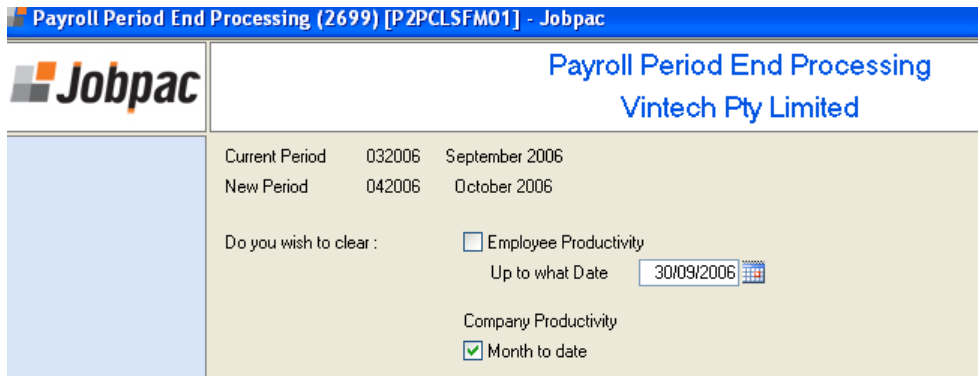 Payroll Period End Processing (2699) [P2PCLSFM01] - Jobpac
Jobpac
Payroll Period End Processing
Vintech Pty Limited
Current Period 032006 September 2006
New Period 042006 October 2006
Do you wish to clear : Employee Productivity
Up to what Date 30/09/2006
Company Productivity
Month to date